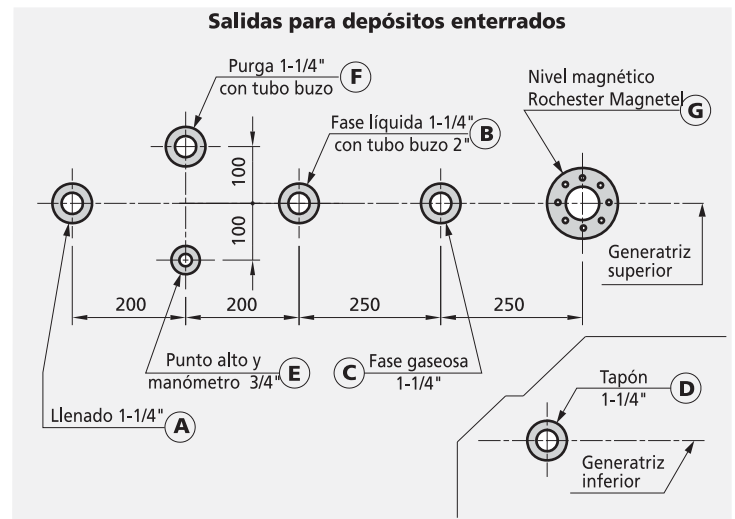 Salidas para depósitos enterrados
Purga 1-1/4"
con tubo buzo
F
Fase líquida 1-1/4"
con tubo buzo 2"
B
Nivel magnético
Rochester Magnetel
G
100
100
Generatriz
superior
200
200
250
250
Punto alto y
manómetro 3/4"
E
C
Fase gaseosa
1-1/4"
Llenado 1-1/4"
A
Tapón
1-1/4"
D
Generatriz
inferior